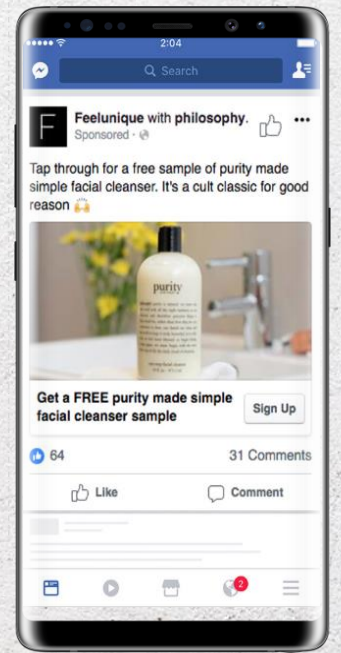 2:04
Search
F
Feelunique with philosophy.
Sponsored ·
Tap through for a free sample of purity made
simple facial cleanser. It's a cult classic for good
reason 🙌
purity
Get a FREE purity made simple
facial cleanser sample
Sign Up
64
31 Comments
Like
Comment
2